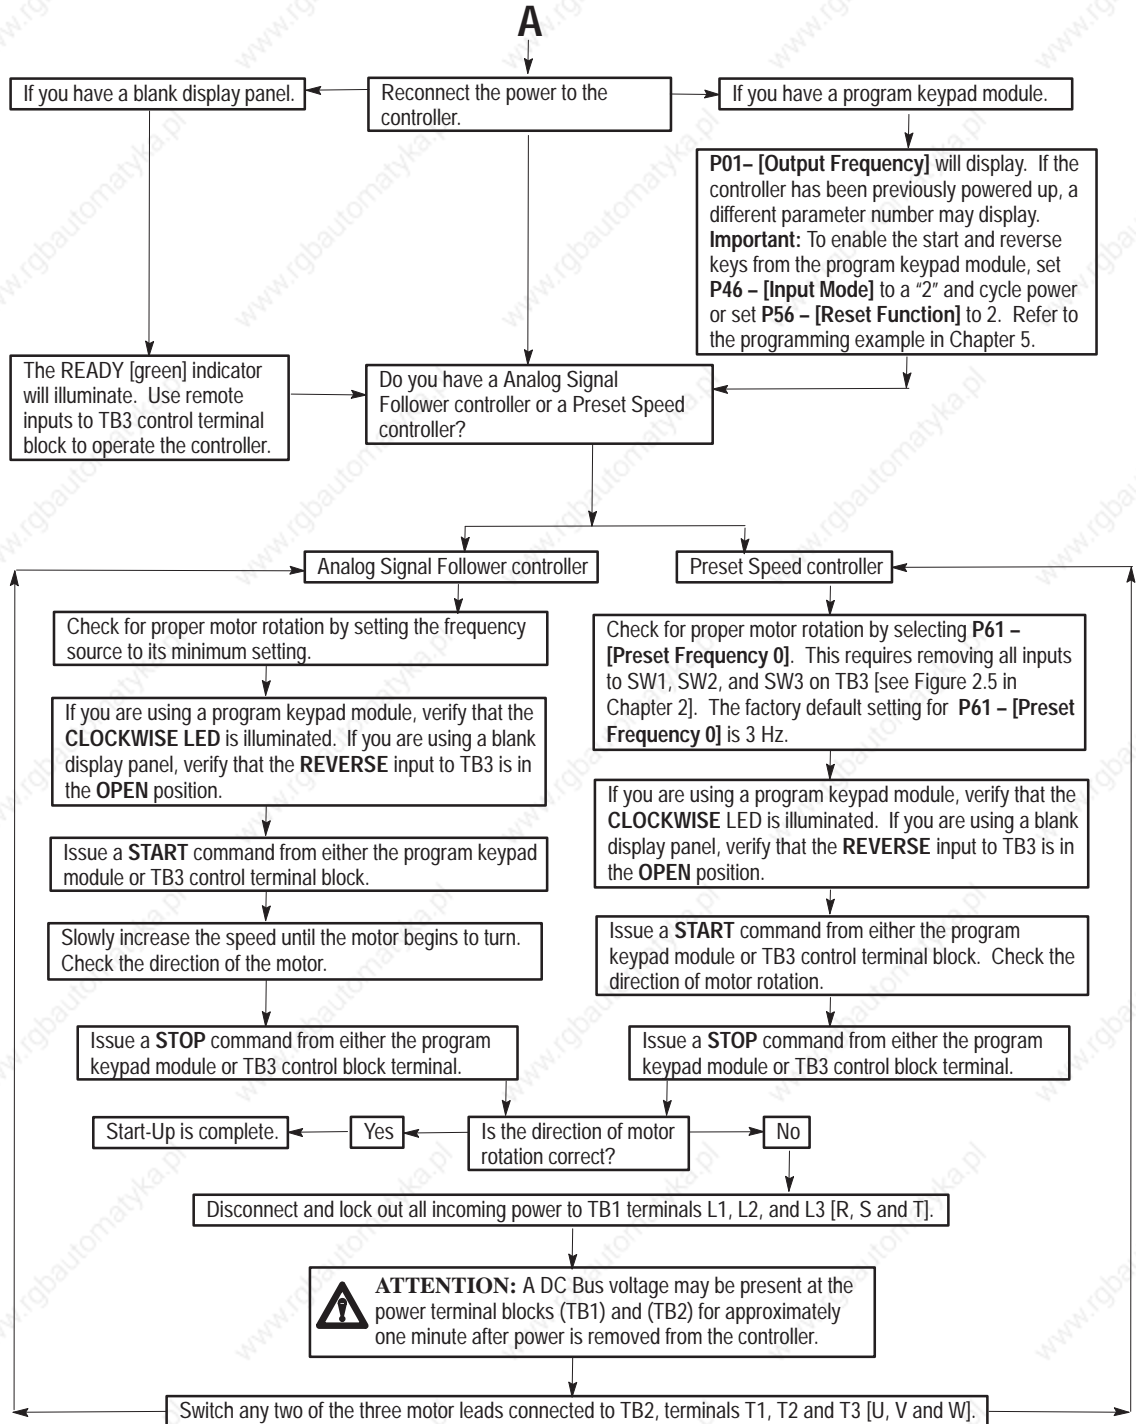 A
If you have a blank display panel.
Reconnect the power to the
controller.
If you have a program keypad module.
P01– [Output Frequency] will display. If the
controller has been previously powered up, a
different parameter number may display.
Important: To enable the start and reverse
keys from the program keypad module, set
P46 – [Input Mode] to a “2” and cycle power
or set P56 – [Reset Function] to 2. Refer to
the programming example in Chapter 5.
The READY [green] indicator
will illuminate. Use remote
inputs to TB3 control terminal
block to operate the controller.
Do you have a Analog Signal
Follower controller or a Preset Speed
controller?
Analog Signal Follower controller
Preset Speed controller
Check for proper motor rotation by setting the frequency
source to its minimum setting.
If you are using a program keypad module, verify that the
CLOCKWISE LED is illuminated. If you are using a blank
display panel, verify that the REVERSE input to TB3 is in
the OPEN position.
Issue a START command from either the program keypad
module or TB3 control terminal block.
Slowly increase the speed until the motor begins to turn.
Check the direction of the motor.
Issue a STOP command from either the program
keypad module or TB3 control block terminal.
Check for proper motor rotation by selecting P61 –
[Preset Frequency 0]. This requires removing all inputs
to SW1, SW2, and SW3 on TB3 [see Figure 2.5 in
Chapter 2]. The factory default setting for P61 – [Preset
Frequency 0] is 3 Hz.
If you are using a program keypad module, verify that the
CLOCKWISE LED is illuminated. If you are using a blank
display panel, verify that the REVERSE input to TB3 is in
the OPEN position.
Issue a START command from either the program
keypad module or TB3 control terminal block. Check the
direction of motor rotation.
Issue a STOP command from either the program
keypad module or TB3 control block terminal.
Start-Up is complete.
Yes
Is the direction of motor
rotation correct?
No
Disconnect and lock out all incoming power to TB1 terminals L1, L2, and L3 [R, S and T].
ATTENTION: A DC Bus voltage may be present at the
power terminal blocks (TB1) and (TB2) for approximately
one minute after power is removed from the controller.
Switch any two of the three motor leads connected to TB2, terminals T1, T2 and T3 [U, V and W].
www.rgbautomatyka.pl